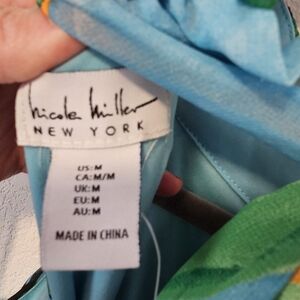 nicole miller
NEW YORK
US: M
CA: M/M
UK: M
EU: M
AU: M
MADE IN CHINA